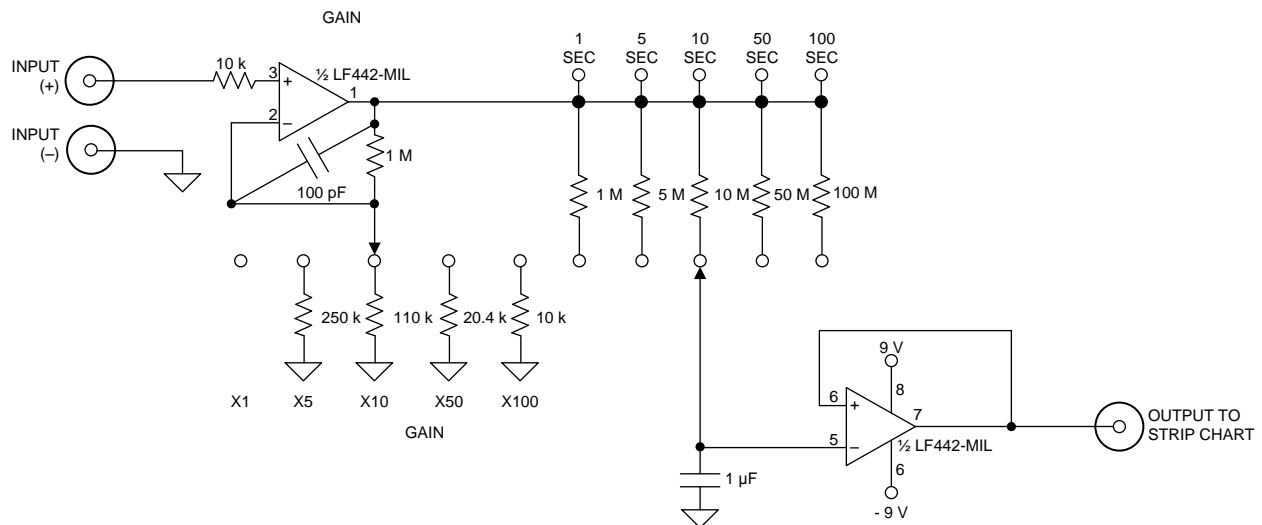 GAIN
INPUT
(+)
10 k
3
+
½ LF442-MIL
1
2
–
INPUT
(–)
1 M
100 pF
1
SEC
5
SEC
10
SEC
50
SEC
100
SEC
1 M
5 M
10 M
50 M
100 M
250 k
110 k
20.4 k
10 k
X1
X5
X10
X50
X100
GAIN
9 V
8
6
+
7
5
–
½ LF442-MIL
6
- 9 V
1 µF
OUTPUT TO
STRIP CHART